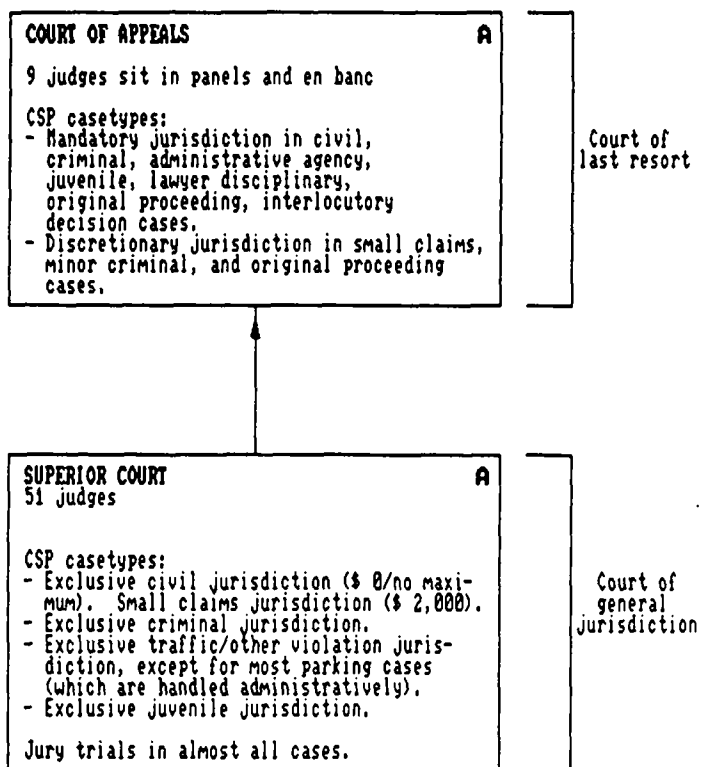 COURT OF APPEALS A
9 judges sit in panels and en banc
CSP casetypes:
- Mandatory jurisdiction in civil,
criminal, administrative agency,
juvenile, lawyer disciplinary,
original proceeding, interlocutory
decision cases.
- Discretionary jurisdiction in small claims,
minor criminal, and original proceeding
cases.
Court of
last resort
SUPERIOR COURT A
51 judges
CSP casetypes:
- Exclusive civil jurisdiction ($ 0/no maxi-
mum). Small claims jurisdiction ($ 2,000).
- Exclusive criminal jurisdiction.
- Exclusive traffic/other violation juris-
diction, except for most parking cases
(which are handled administratively).
- Exclusive juvenile jurisdiction.
Jury trials in almost all cases.
Court of
general
jurisdiction